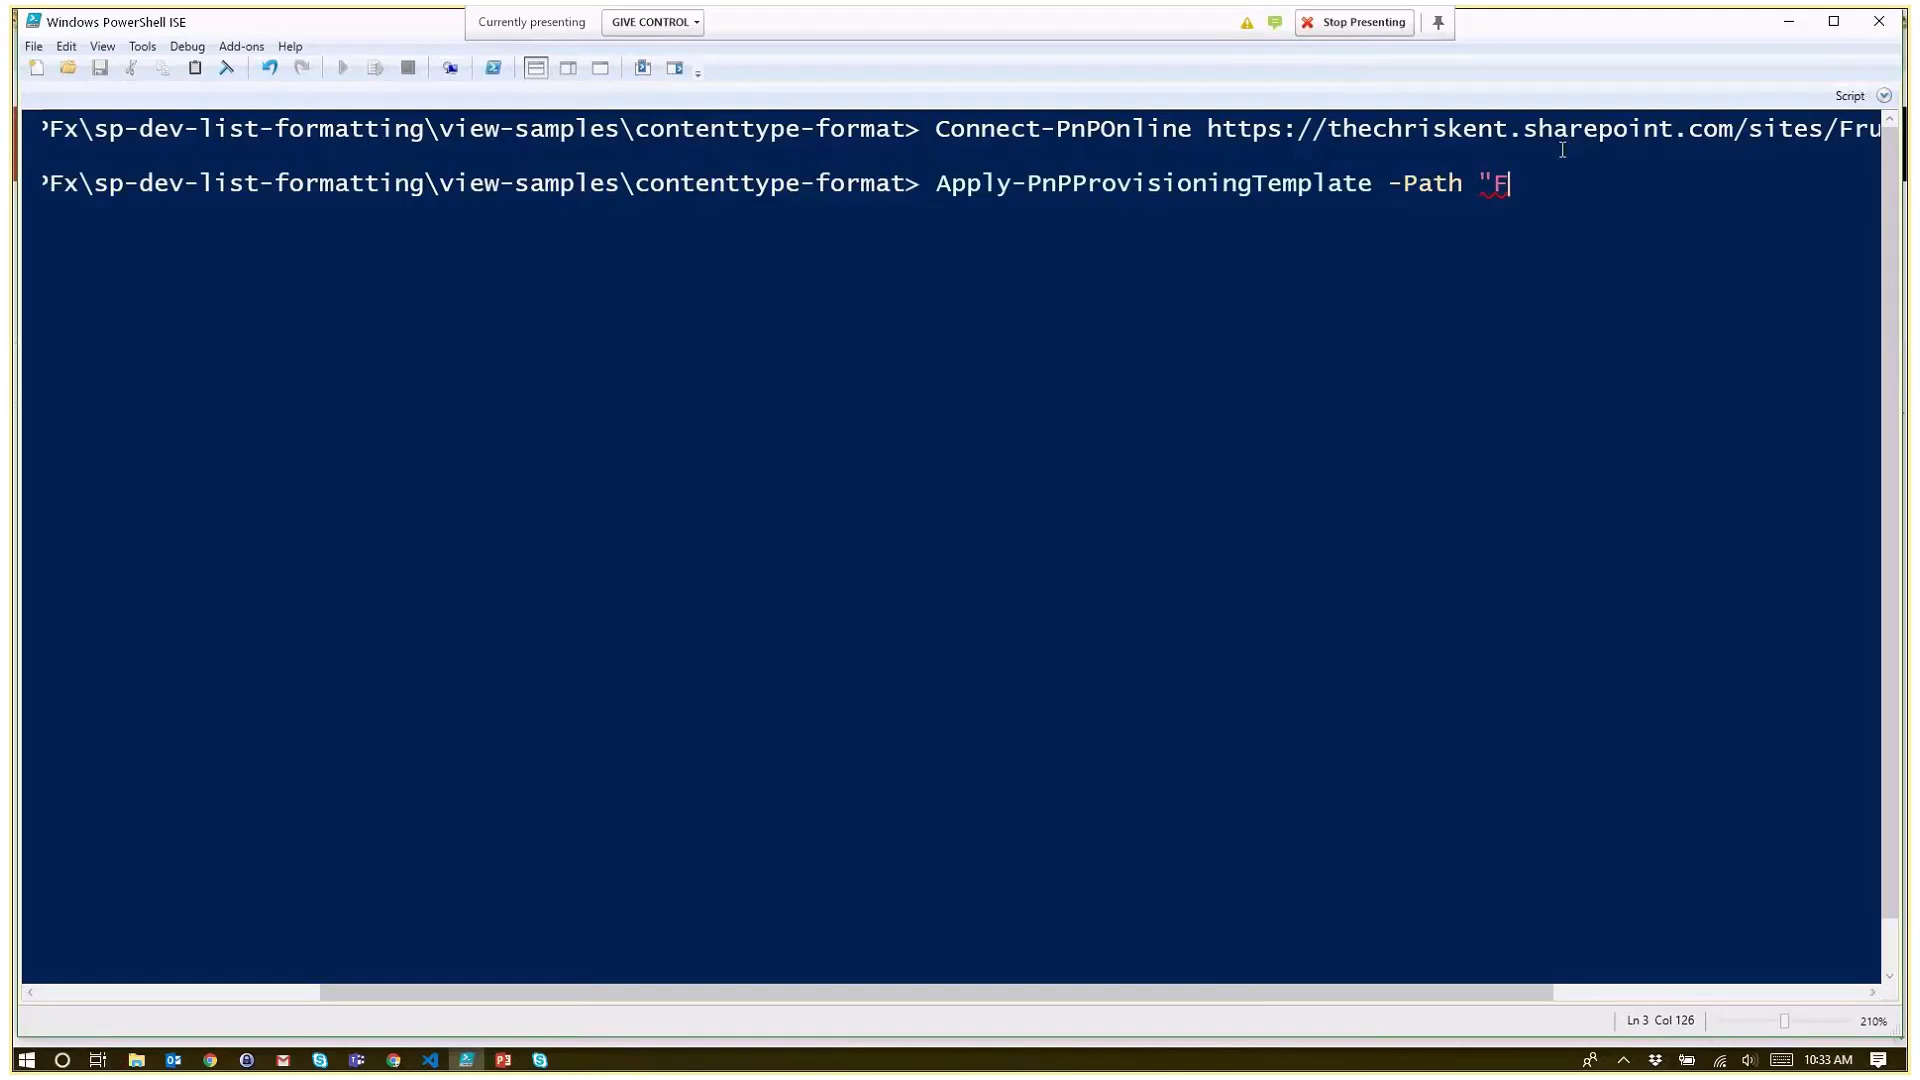 Windows PowerShell ISE
Currently presenting
GIVE CONTROL
Stop Presenting
File Edit View Tools Debug Add-ons Help
Script
PFx\sp-dev-list-formatting\view-samples\contenttype-format> Connect-PnPOnline https://thechriskent.sharepoint.com/sites/Fru
PFx\sp-dev-list-formatting\view-samples\contenttype-format> Apply-PnPProvisioningTemplate -Path "F
Ln 3 Col 126
210%
10:33 AM